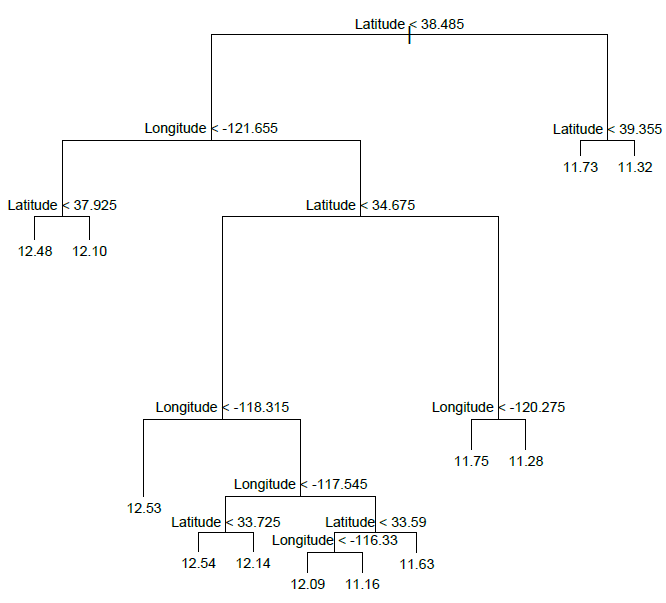 Latitude < 38.485
Longitude < -121.655
Latitude < 39.355
11.73 11.32
Latitude < 37.925
Latitude < 34.675
12.48 12.10
Longitude < -118.315
Longitude < -120.275
11.75 11.28
Longitude < -117.545
12.53
Latitude < 33.725
Latitude < 33.59
Longitude < -116.33
12.54 12.14
11.63
12.09 11.16